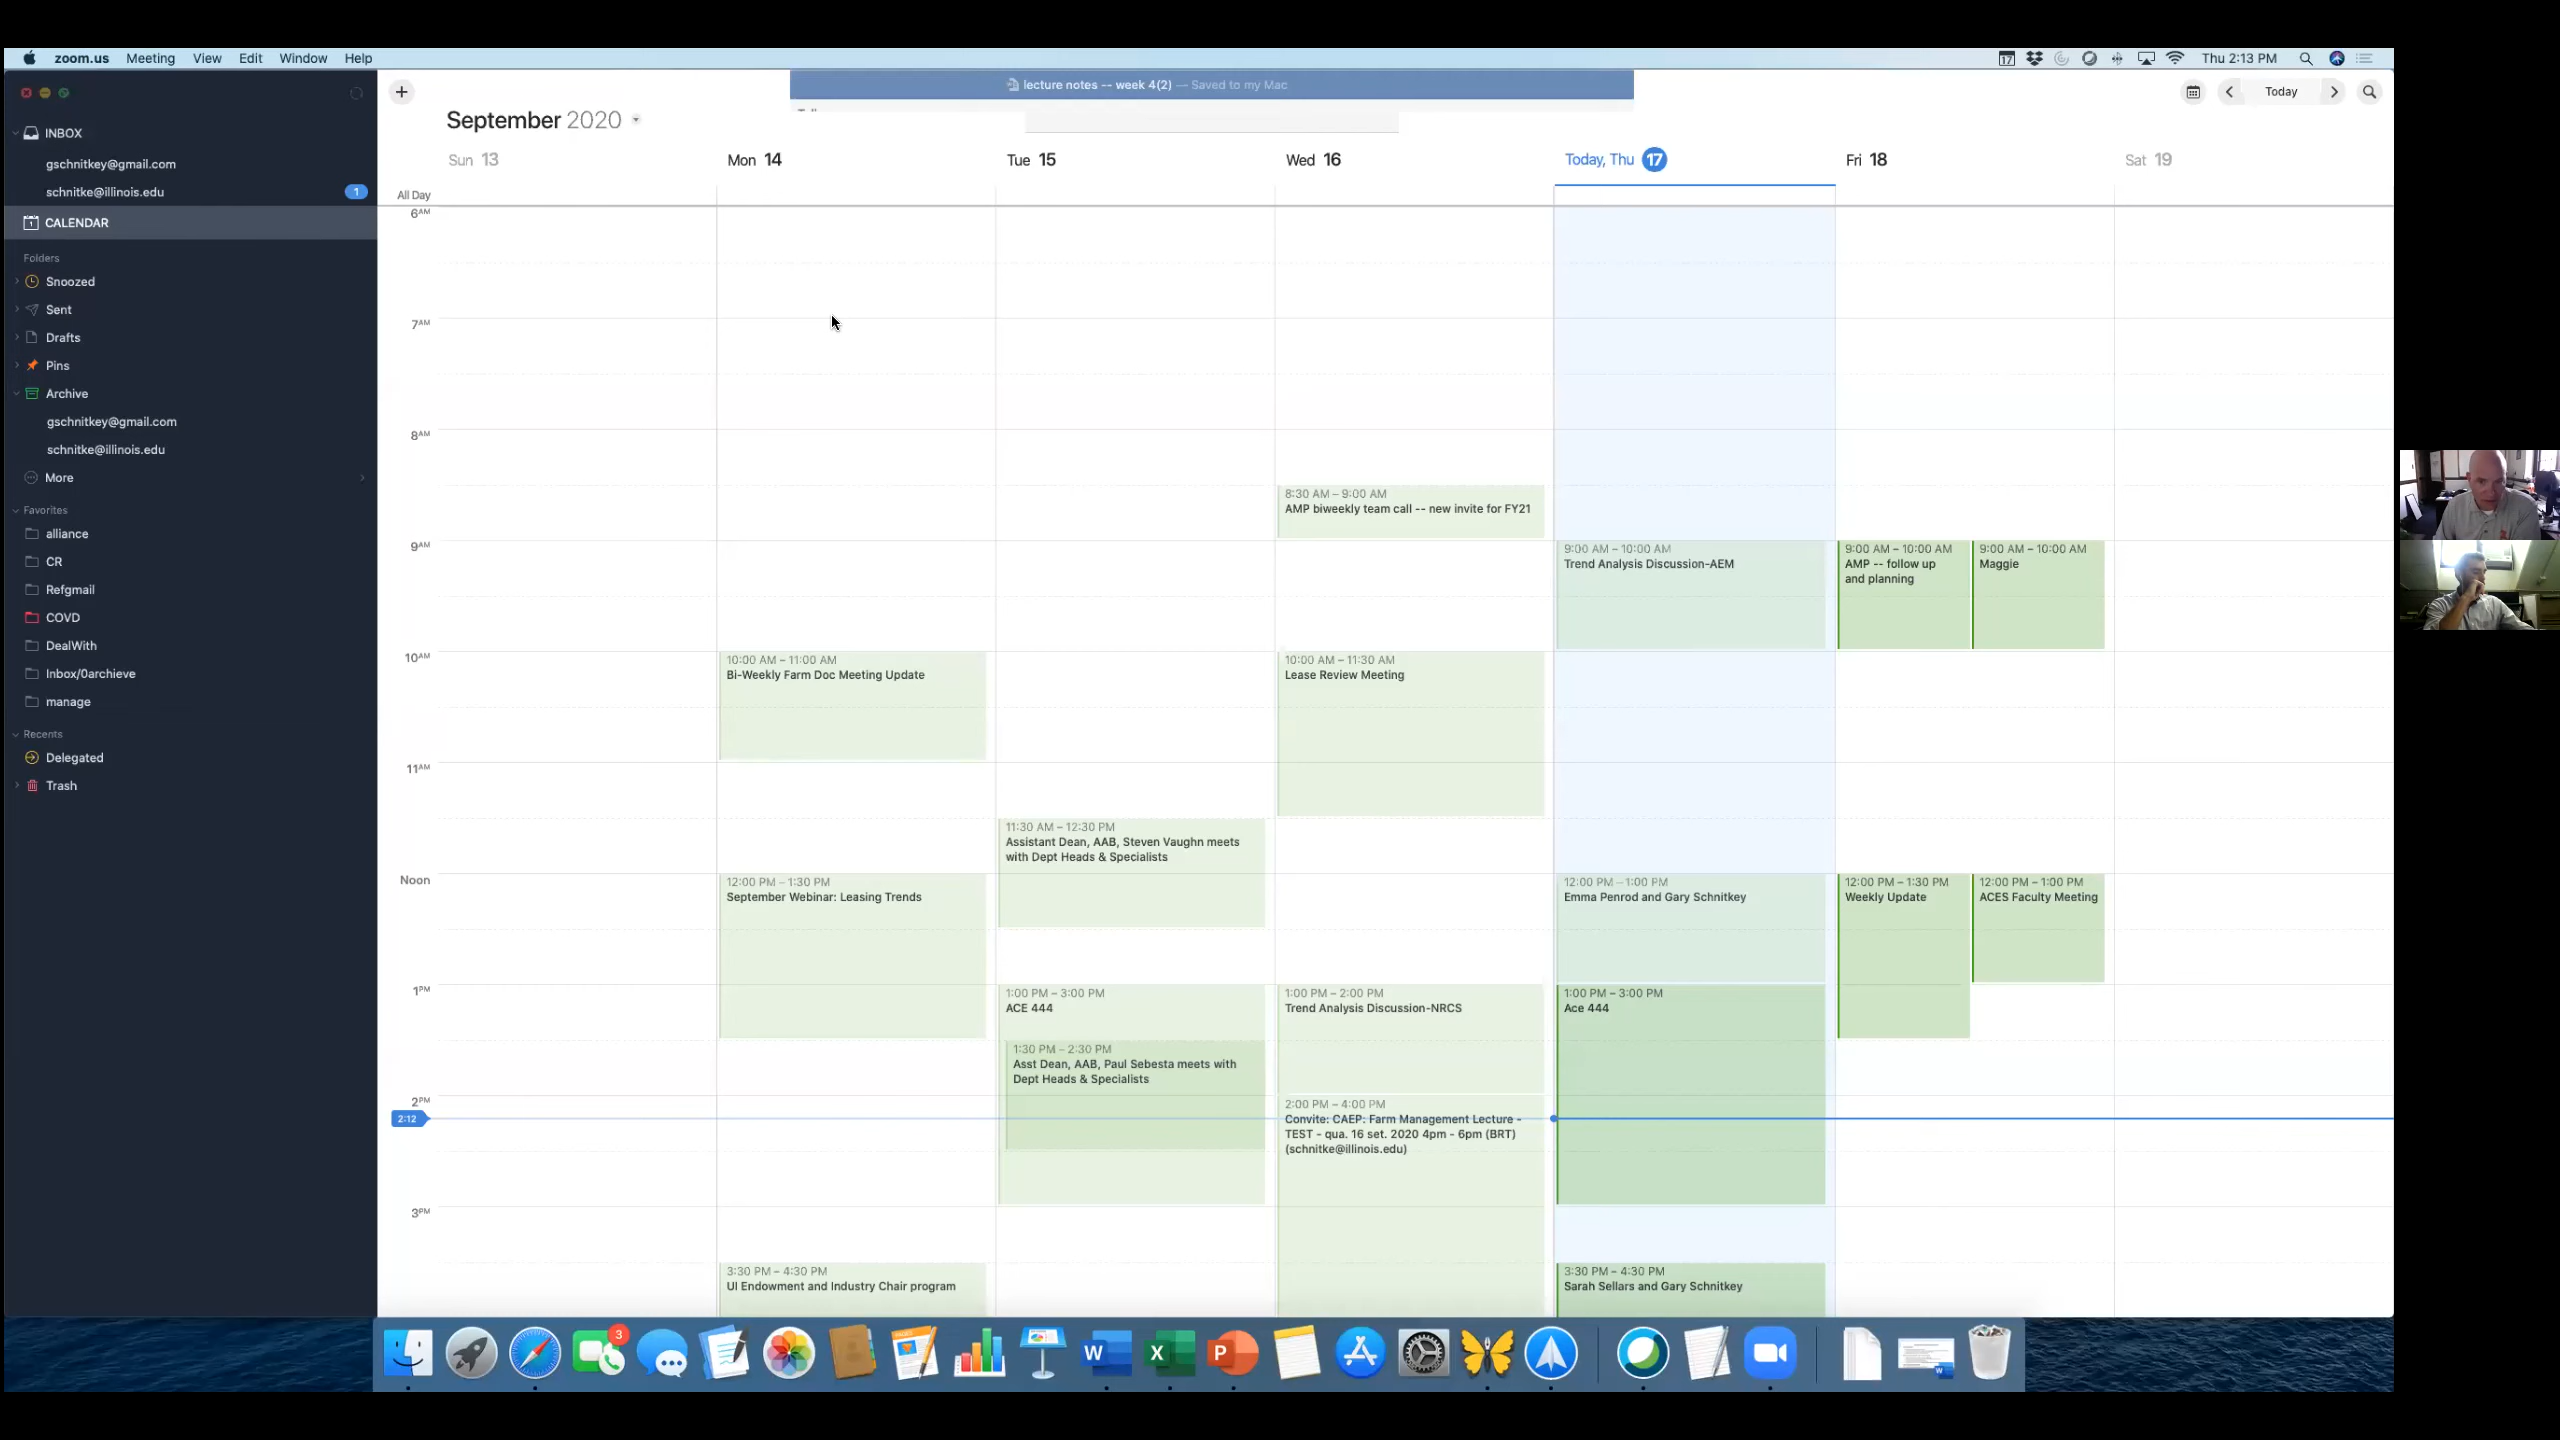 zoom.us Meeting View Edit Window Help
17
Thu 2:13 PM
lecture notes -- week 4(2) — Saved to my Mac
September 2020
Today
INBOX
gschnitkey@gmail.com
schnitke@illinois.edu
1
CALENDAR
Folders
Snoozed
Sent
Drafts
Pins
Archive
gschnitkey@gmail.com
schnitke@illinois.edu
More
Favorites
alliance
CR
Refgmail
COVD
DealWith
Inbox/0archieve
manage
Recents
Delegated
Trash
Sun 13
Mon 14
Tue 15
Wed 16
Today, Thu 17
Fri 18
Sat 19
All Day
6AM
7AM
8AM
9AM
10AM
11AM
Noon
1PM
2PM
2:12
3PM
10:00 AM – 11:00 AM
Bi-Weekly Farm Doc Meeting Update
12:00 PM – 1:30 PM
September Webinar: Leasing Trends
3:30 PM – 4:30 PM
UI Endowment and Industry Chair program
11:30 AM – 12:30 PM
Assistant Dean, AAB, Steven Vaughn meets
with Dept Heads & Specialists
1:00 PM – 3:00 PM
ACE 444
1:30 PM – 2:30 PM
Asst Dean, AAB, Paul Sebesta meets with
Dept Heads & Specialists
8:30 AM – 9:00 AM
AMP biweekly team call -- new invite for FY21
10:00 AM – 11:30 AM
Lease Review Meeting
1:00 PM – 2:00 PM
Trend Analysis Discussion-NRCS
2:00 PM – 4:00 PM
Convite: CAEP: Farm Management Lecture -
TEST - qua. 16 set. 2020 4pm - 6pm (BRT)
(schnitke@illinois.edu)
9:00 AM – 10:00 AM
Trend Analysis Discussion-AEM
12:00 PM – 1:00 PM
Emma Penrod and Gary Schnitkey
1:00 PM – 3:00 PM
Ace 444
3:30 PM – 4:30 PM
Sarah Sellars and Gary Schnitkey
9:00 AM – 10:00 AM
AMP -- follow up
and planning
9:00 AM – 10:00 AM
Maggie
12:00 PM – 1:30 PM
Weekly Update
12:00 PM – 1:00 PM
ACES Faculty Meeting
3
W
X
P